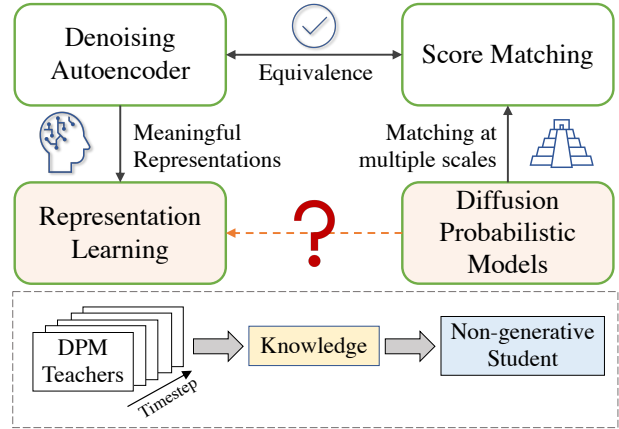 Denoising
Autoencoder
Equivalence
Score Matching
Meaningful
Representations
Matching at
multiple scales
Representation
Learning
?
Diffusion
Probabilistic
Models
DPM
Teachers
Timestep
Knowledge
Non-generative
Student